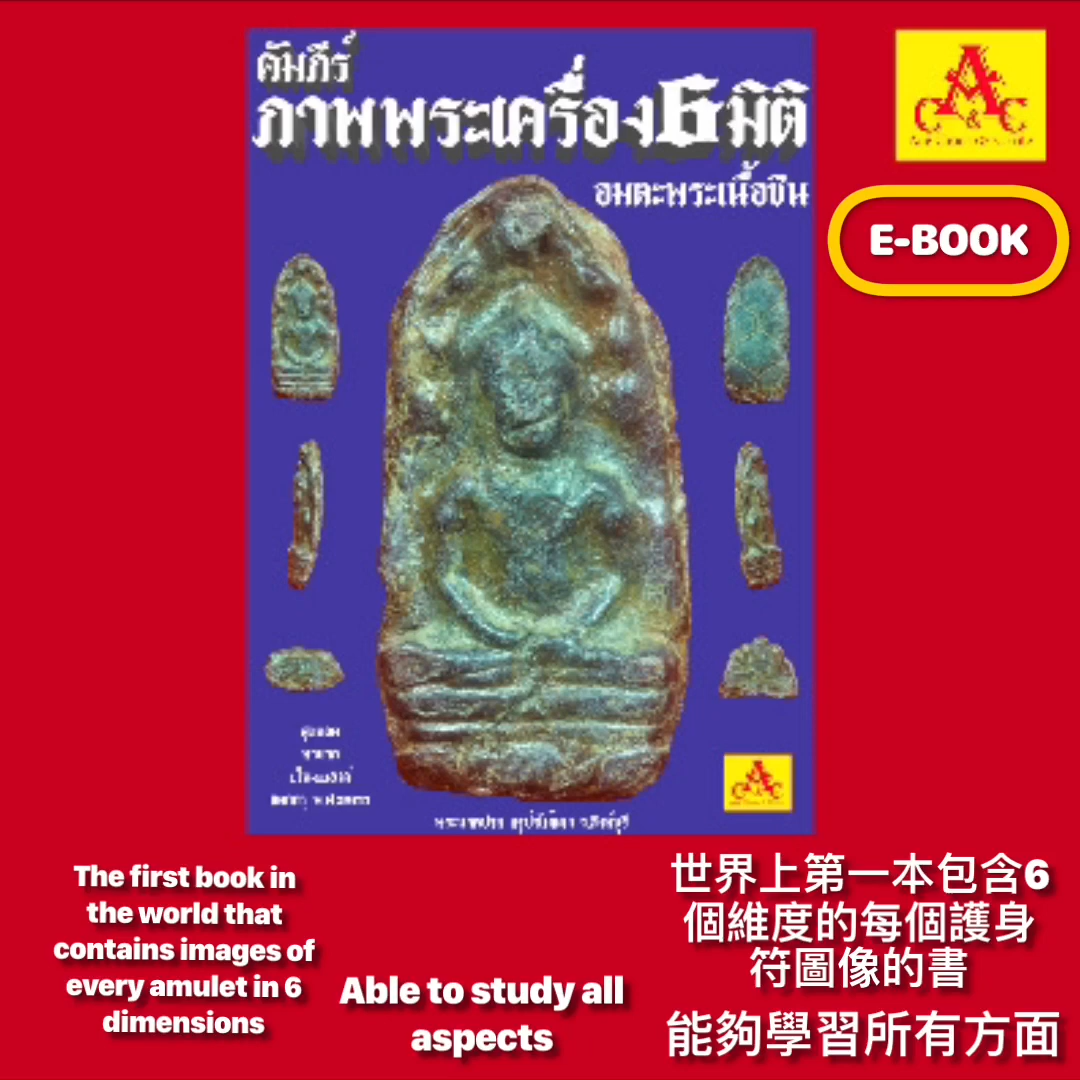 คัมภีร์
ภาพพระเครื่อง6มิติ
อมตะพระเนื้อชิน
A
C & C
E-BOOK
A
C & C
The first book in
the world that
contains images of
every amulet in 6
dimensions
Able to study all
aspects
世界上第一本包含6
個維度的每個護身
符圖像的書
能夠學習所有方面